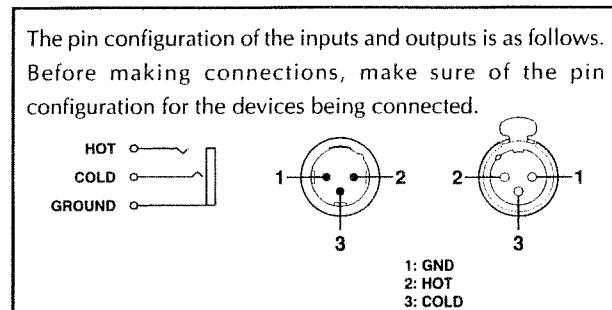 The pin configuration of the inputs and outputs is as follows.
Before making connections, make sure of the pin
configuration for the devices being connected.
HOT
COLD
GROUND
1 2
3
2 1
3
1: GND
2: HOT
3: COLD